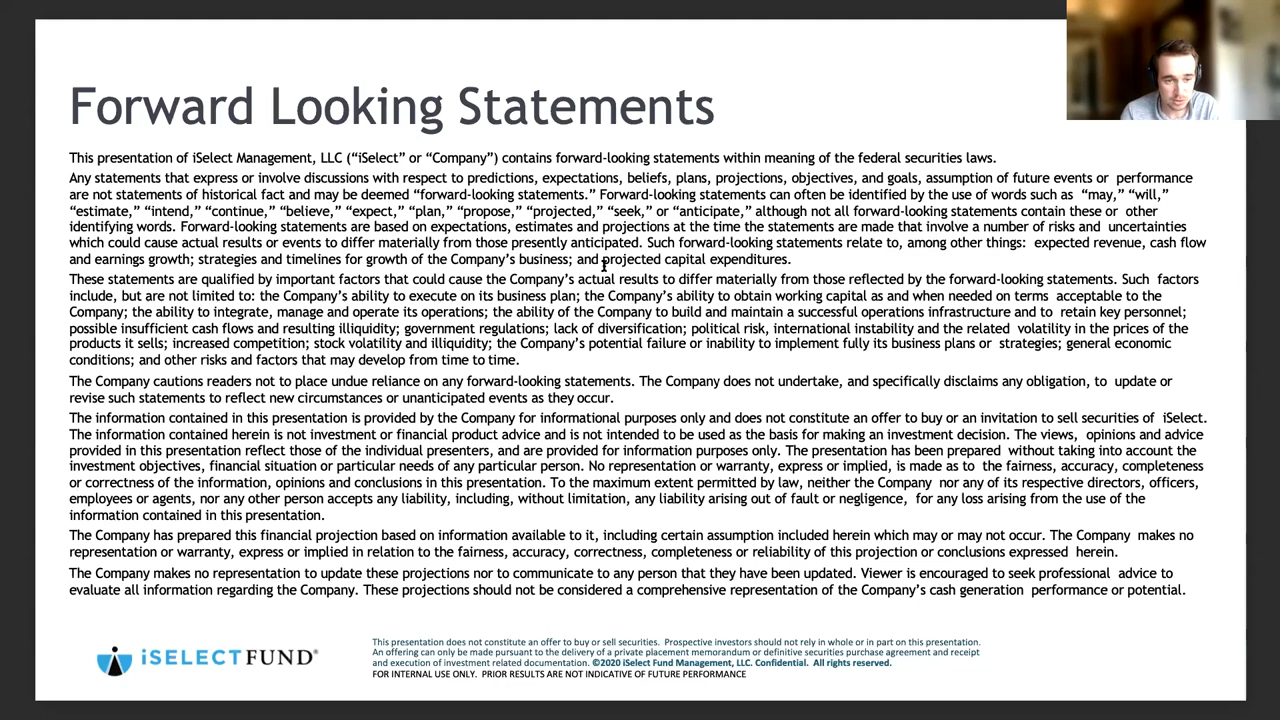 Forward Looking Statements
This presentation of iSelect Management, LLC (“iSelect” or “Company”) contains forward-looking statements within meaning of the federal securities laws.
Any statements that express or involve discussions with respect to predictions, expectations, beliefs, plans, projections, objectives, and goals, assumption of future events or performance
are not statements of historical fact and may be deemed “forward-looking statements.” Forward-looking statements can often be identified by the use of words such as “may,” “will,”
“estimate,” “intend,” “continue,” “believe,” “expect,” “plan,” “propose,” “projected,” “seek,” or “anticipate,” although not all forward-looking statements contain these or other
identifying words. Forward-looking statements are based on expectations, estimates and projections at the time the statements are made that involve a number of risks and uncertainties
which could cause actual results or events to differ materially from those presently anticipated. Such forward-looking statements relate to, among other things: expected revenue, cash flow
and earnings growth; strategies and timelines for growth of the Company’s business; and projected capital expenditures.
These statements are qualified by important factors that could cause the Company’s actual results to differ materially from those reflected by the forward-looking statements. Such factors
include, but are not limited to: the Company’s ability to execute on its business plan; the Company’s ability to obtain working capital as and when needed on terms acceptable to the
Company; the ability to integrate, manage and operate its operations; the ability of the Company to build and maintain a successful operations infrastructure and to retain key personnel;
possible insufficient cash flows and resulting illiquidity; government regulations; lack of diversification; political risk, international instability and the related volatility in the prices of the
products it sells; increased competition; stock volatility and illiquidity; the Company’s potential failure or inability to implement fully its business plans or strategies; general economic
conditions; and other risks and factors that may develop from time to time.
The Company cautions readers not to place undue reliance on any forward-looking statements. The Company does not undertake, and specifically disclaims any obligation, to update or
revise such statements to reflect new circumstances or unanticipated events as they occur.
The information contained in this presentation is provided by the Company for informational purposes only and does not constitute an offer to buy or an invitation to sell securities of iSelect.
The information contained herein is not investment or financial product advice and is not intended to be used as the basis for making an investment decision. The views, opinions and advice
provided in this presentation reflect those of the individual presenters, and are provided for information purposes only. The presentation has been prepared without taking into account the
investment objectives, financial situation or particular needs of any particular person. No representation or warranty, express or implied, is made as to the fairness, accuracy, completeness
or correctness of the information, opinions and conclusions in this presentation. To the maximum extent permitted by law, neither the Company nor any of its respective directors, officers,
employees or agents, nor any other person accepts any liability, including, without limitation, any liability arising out of fault or negligence, for any loss arising from the use of the
information contained in this presentation.
The Company has prepared this financial projection based on information available to it, including certain assumption included herein which may or may not occur. The Company makes no
representation or warranty, express or implied in relation to the fairness, accuracy, correctness, completeness or reliability of this projection or conclusions expressed herein.
The Company makes no representation to update these projections nor to communicate to any person that they have been updated. Viewer is encouraged to seek professional advice to
evaluate all information regarding the Company. These projections should not be considered a comprehensive representation of the Company’s cash generation performance or potential.
iSELECTFUND®
This presentation does not constitute an offer to buy or sell securities. Prospective investors should not rely in whole or in part on this presentation.
An offering can only be made pursuant to the delivery of a private placement memorandum or definitive securities purchase agreement and receipt
and execution of investment related documentation. ©2020 iSelect Fund Management, LLC. Confidential. All rights reserved.
FOR INTERNAL USE ONLY. PRIOR RESULTS ARE NOT INDICATIVE OF FUTURE PERFORMANCE